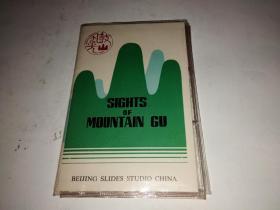 SIGHTS
OF
MOUNTAIN GU
BEIJING SLIDES STUDIO CHINA